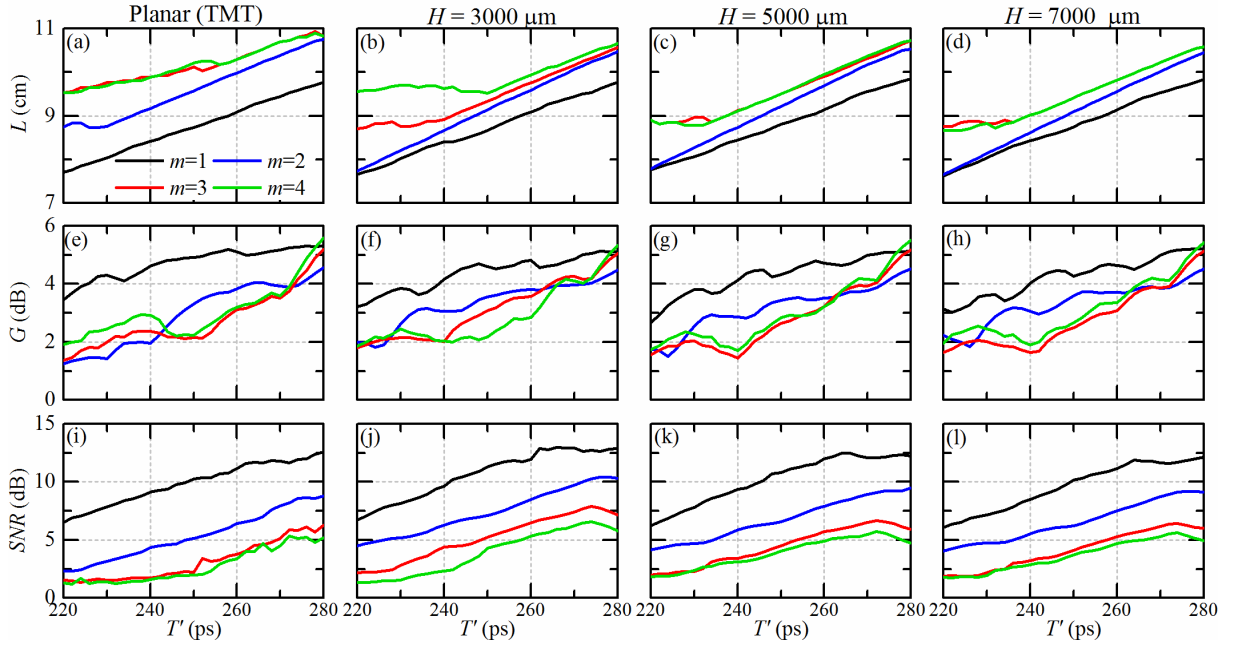 Planar (TMT) H = 3000 μm H = 5000 μm H = 7000 μm
11 (a) (b) (c) (d)
L (cm)
9
m=1 m=2
m=3 m=4
7
6 (e) (f) (g) (h)
G (dB)
4
2
0
15 (i) (j) (k) (l)
SNR (dB)
10
5
0
220 240 260 280 220 240 260 280 220 240 260 280 220 240 260 280
T′ (ps) T′ (ps) T′ (ps) T′ (ps)